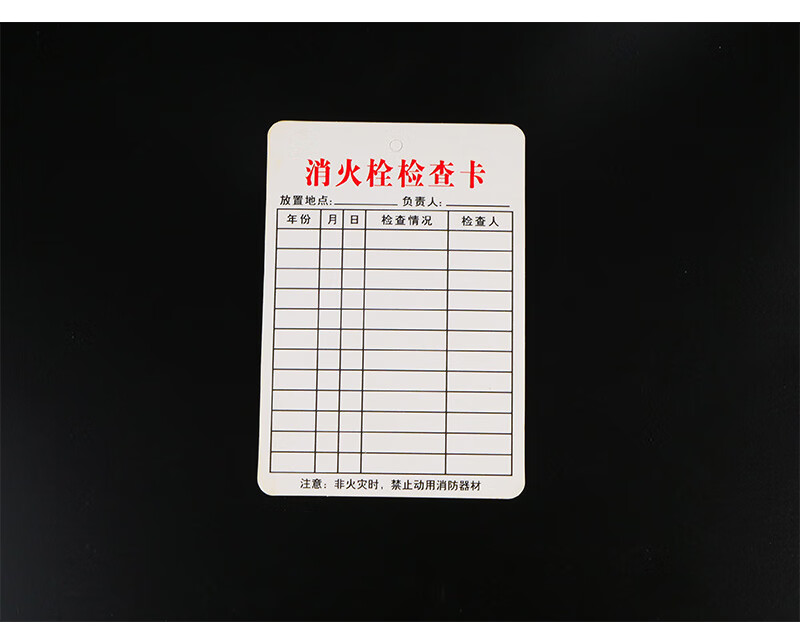 消火栓检查卡
放置地点:________ 负责人:________
年份 月 日 检查情况 检查人
注意：非火灾时，禁止动用消防器材